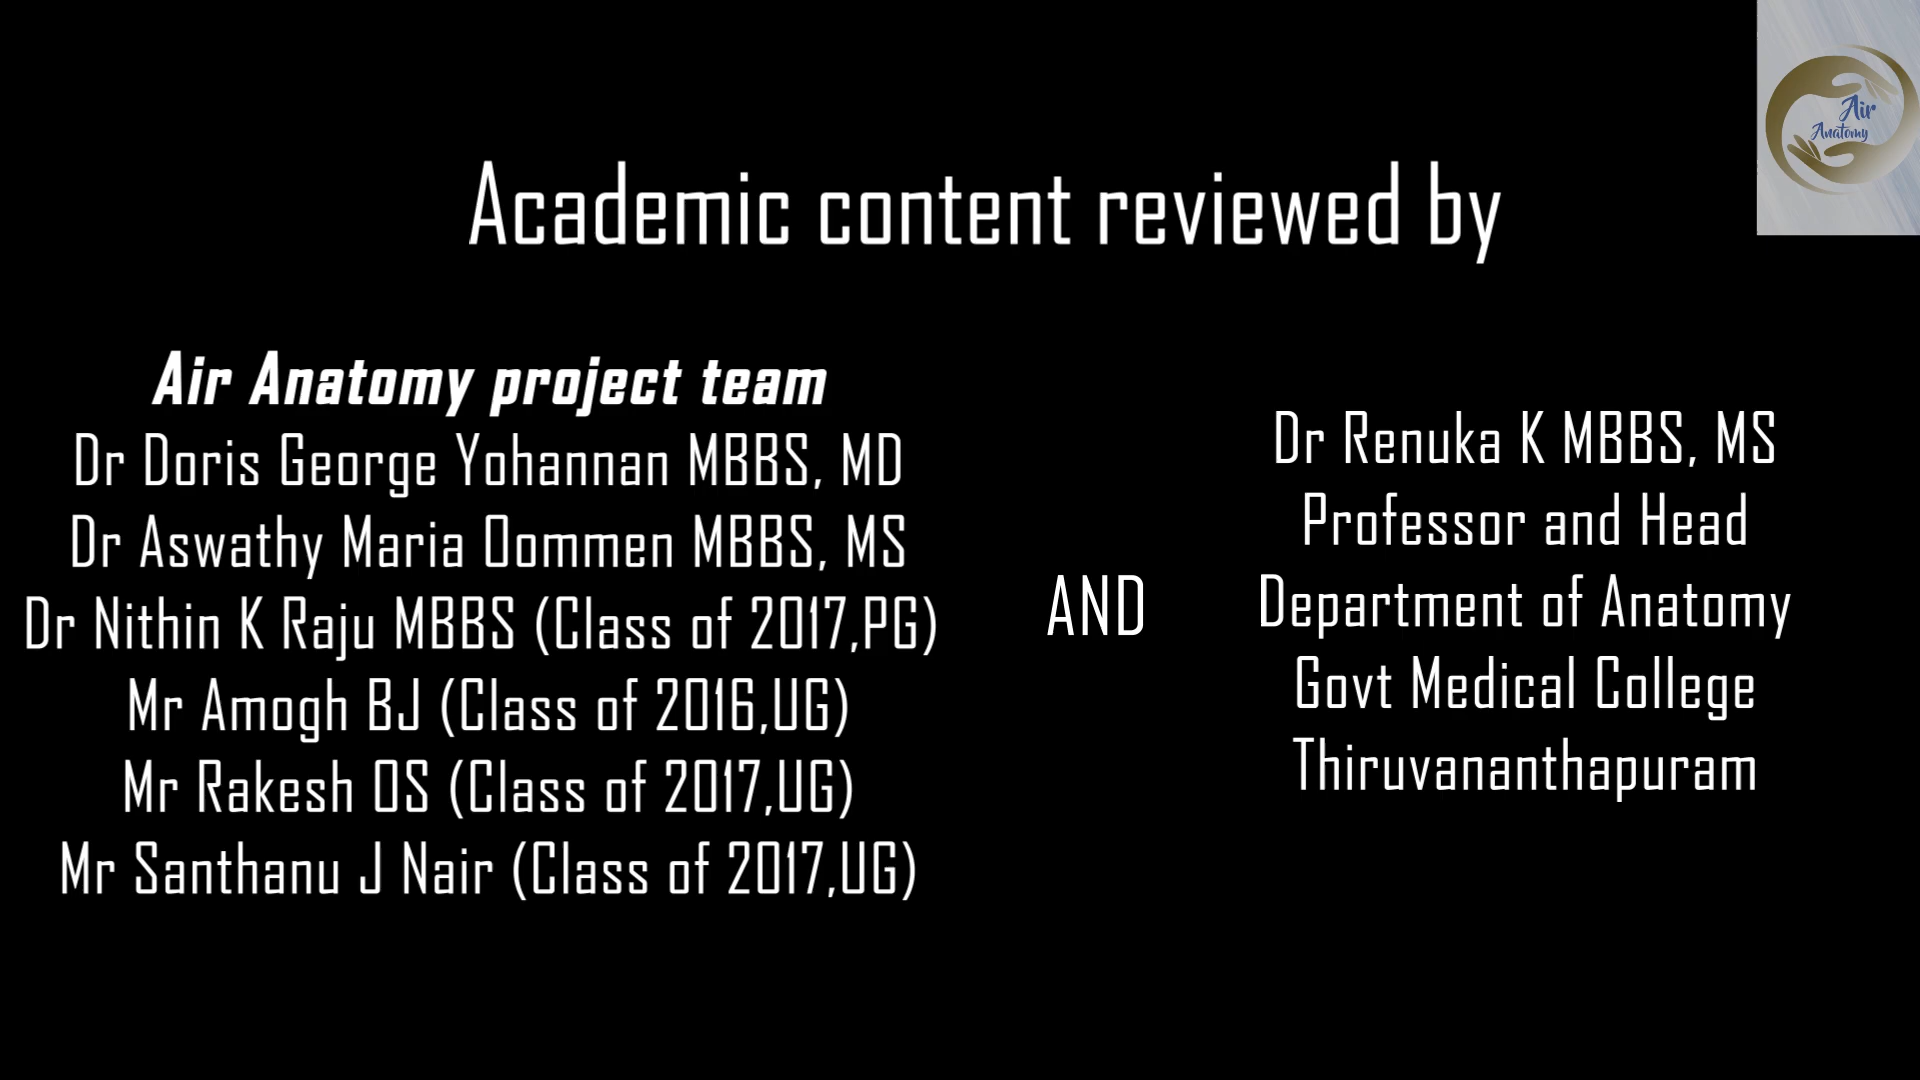 Air
Anatomy
Academic content reviewed by
Air Anatomy project team
Dr Doris George Yohannan MBBS, MD
Dr Aswathy Maria Oommen MBBS, MS
Dr Nithin K Raju MBBS (Class of 2017,PG)
Mr Amogh BJ (Class of 2016,UG)
Mr Rakesh OS (Class of 2017,UG)
Mr Santhanu J Nair (Class of 2017,UG)
AND
Dr Renuka K MBBS, MS
Professor and Head
Department of Anatomy
Govt Medical College
Thiruvananthapuram